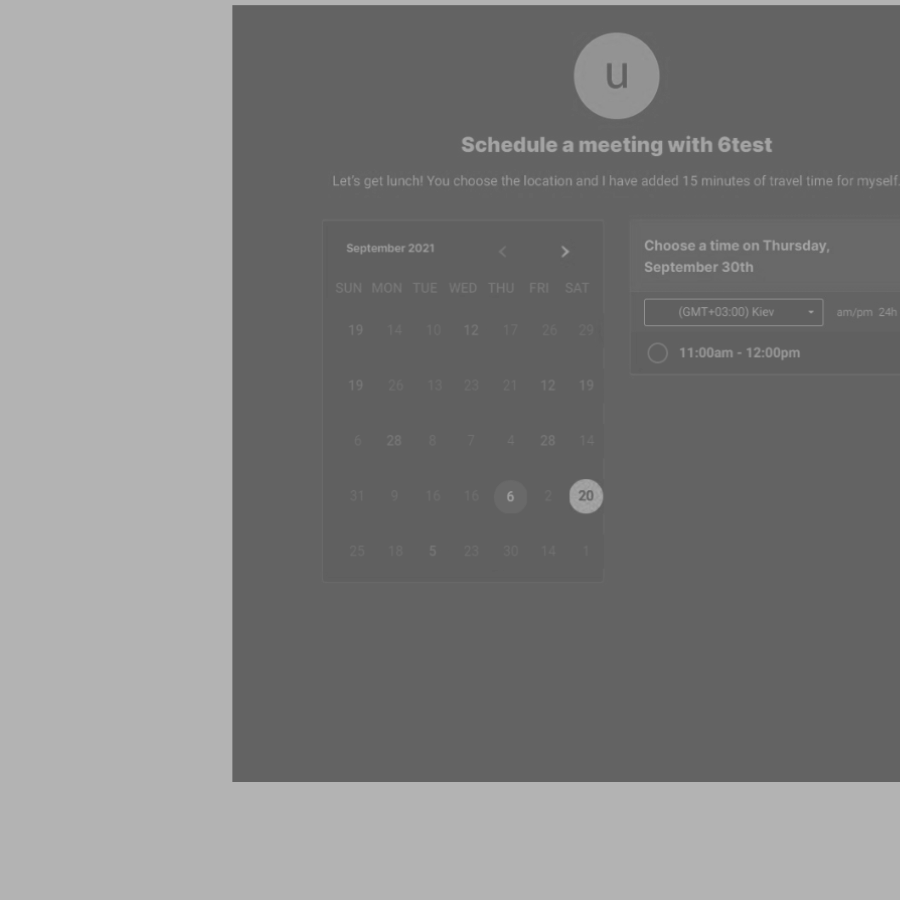 u
Schedule a meeting with 6test
Let's get lunch! You choose the location and I have added 15 minutes of travel time for myself.
September 2021
SUN MON TUE WED THU FRI SAT
19 14 10 12 17 26 29
19 26 13 23 21 12 19
6 28 8 7 4 28 14
31 9 16 16 6 2 20
25 18 5 23 30 14 1
Choose a time on Thursday,
September 30th
(GMT+03:00) Kiev am/pm 24h
11:00am - 12:00pm